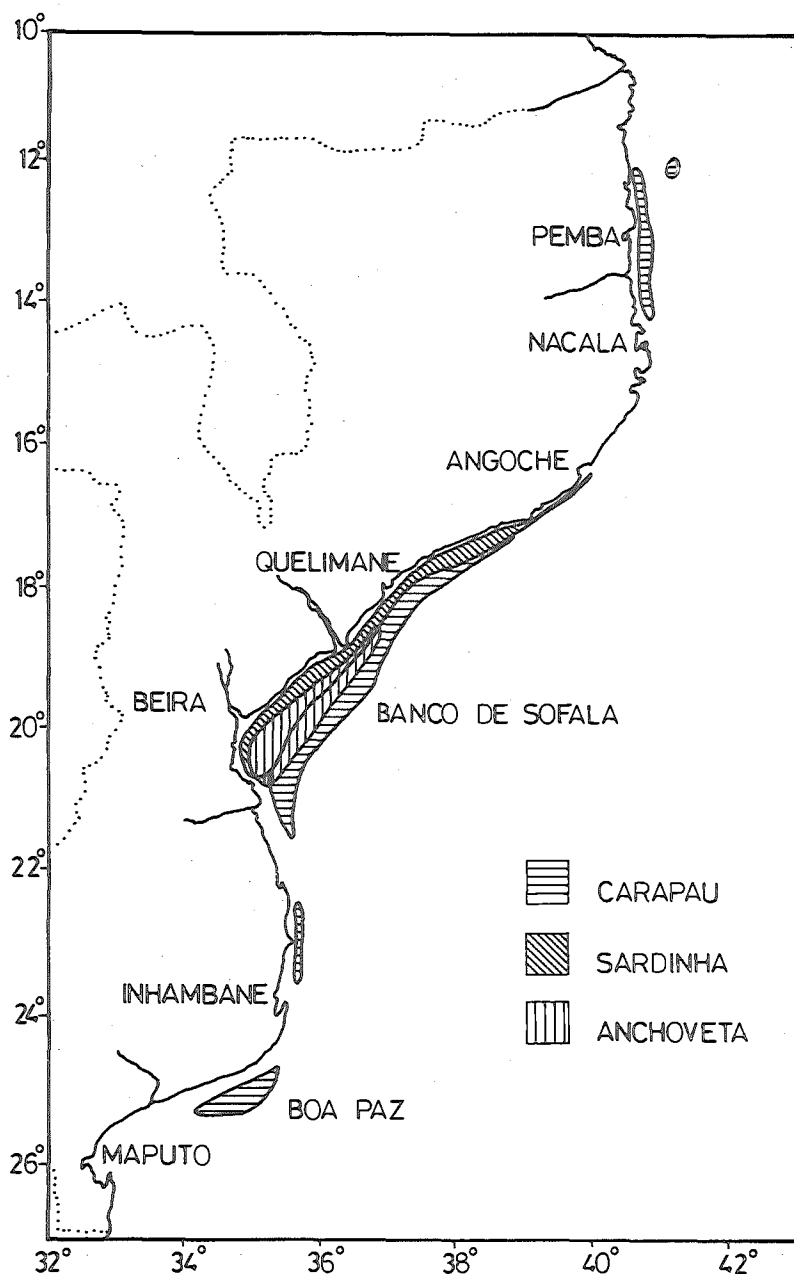 10°
12°
PEMBA
14°
NACALA
16°
ANGOCHE
QUELIMANE
18°
BEIRA
BANCO DE SOFALA
20°
22°
CARAPAU
SARDINHA
INHAMBANE
24°
ANCHOVETA
BOA PAZ
MAPUTO
26°
32° 34° 36° 38° 40° 42°